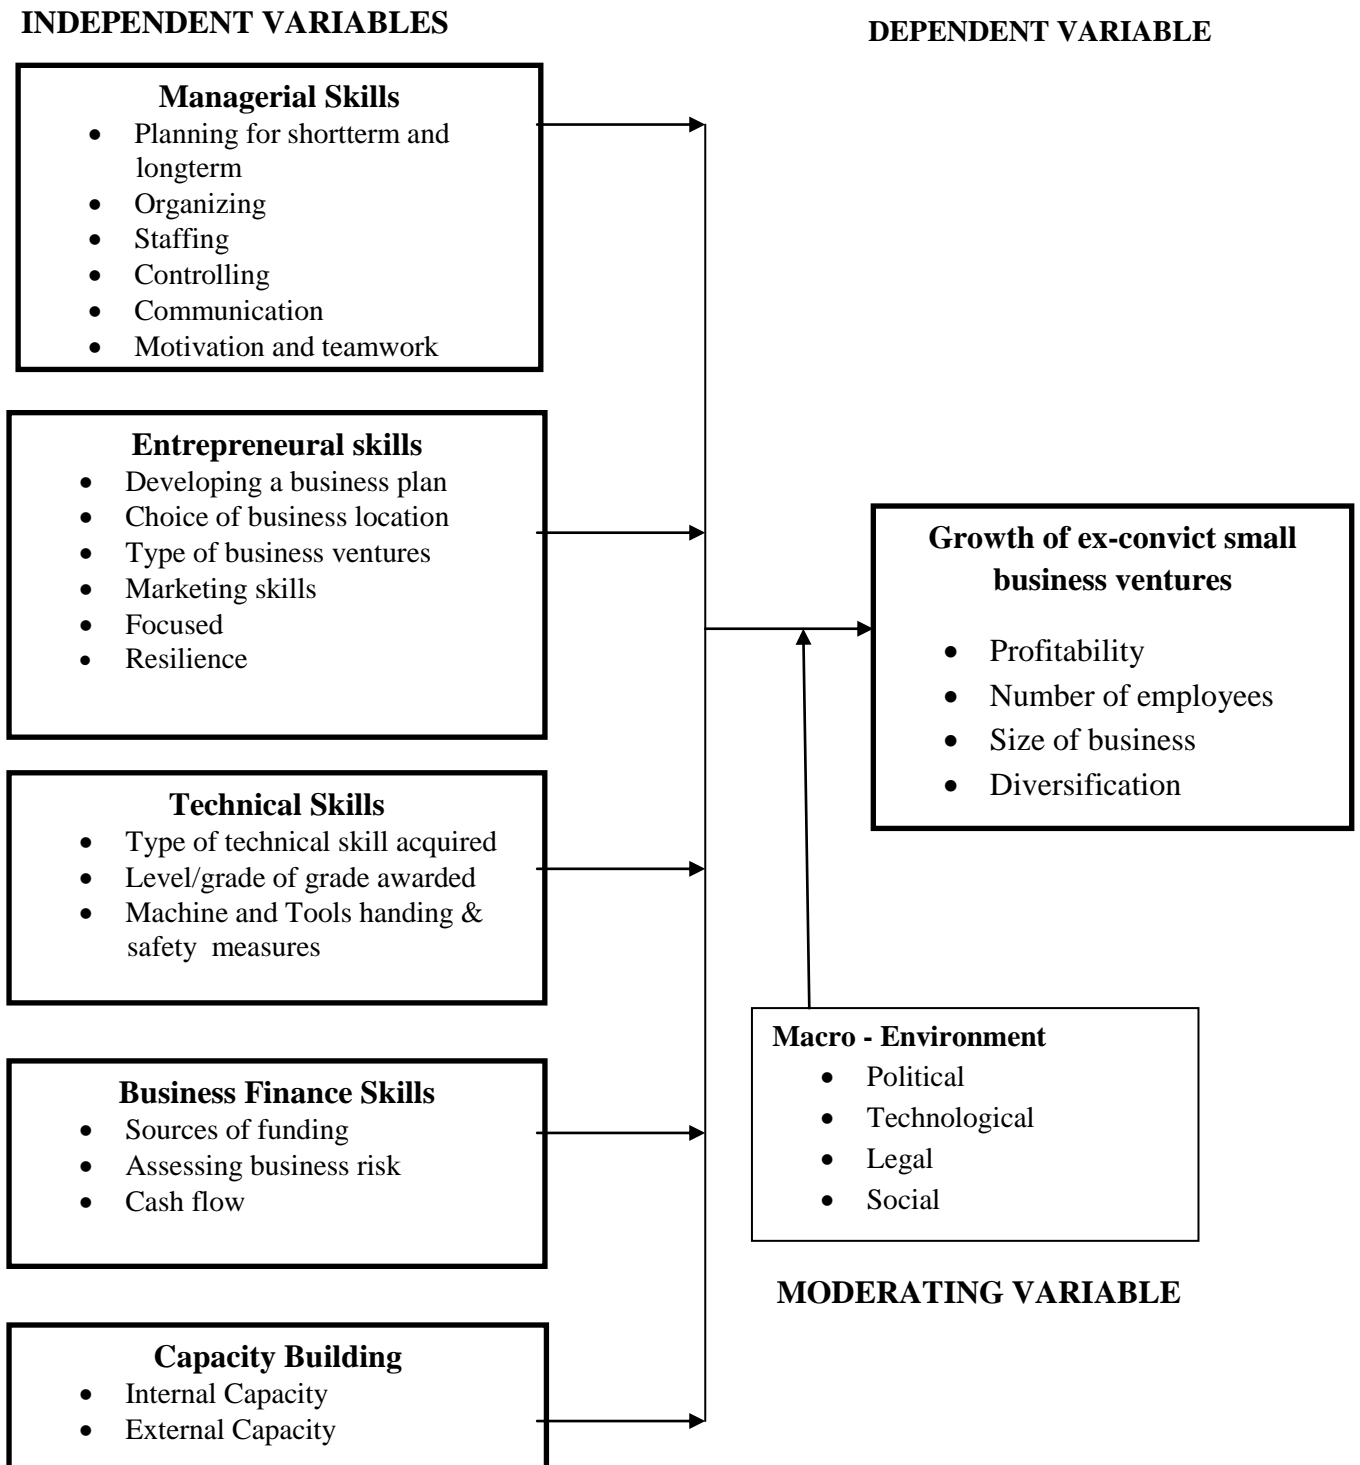 INDEPENDENT VARIABLES
DEPENDENT VARIABLE
Managerial Skills
• Planning for shortterm and
longterm
• Organizing
• Staffing
• Controlling
• Communication
• Motivation and teamwork
Entrepreneural skills
• Developing a business plan
• Choice of business location
• Type of business ventures
• Marketing skills
• Focused
• Resilience
Growth of ex-convict small
business ventures
• Profitability
• Number of employees
• Size of business
• Diversification
Technical Skills
• Type of technical skill acquired
• Level/grade of grade awarded
• Machine and Tools handing &
safety measures
Macro - Environment
• Political
• Technological
• Legal
• Social
Business Finance Skills
• Sources of funding
• Assessing business risk
• Cash flow
MODERATING VARIABLE
Capacity Building
• Internal Capacity
• External Capacity